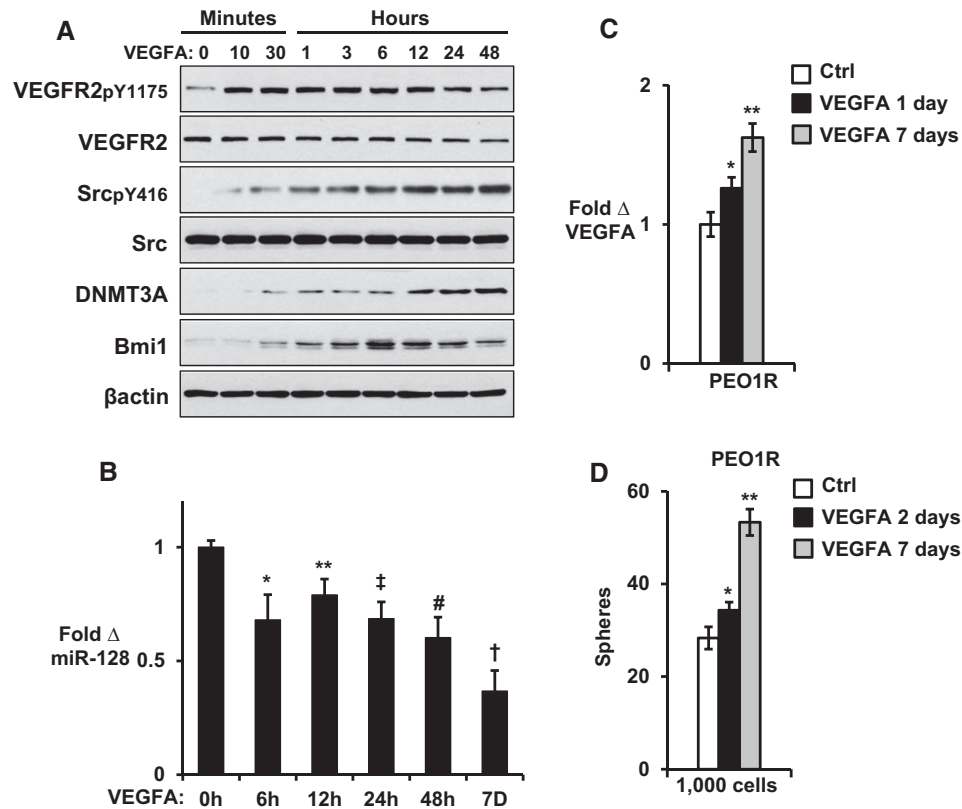 A
Minutes Hours
VEGFA: 0 10 30 1 3 6 12 24 48
VEGFR2pY1175
VEGFR2
SrcpY416
Src
DNMT3A
Bmi1
βactin
B
Fold Δ
miR-128
1
0.5
0
* ** ‡ # †
VEGFA: 0h 6h 12h 24h 48h 7D
C
Ctrl
VEGFA 1 day
VEGFA 7 days
Fold Δ
VEGFA
2
1
0
* **
PEO1R
D
PEO1R
Ctrl
VEGFA 2 days
VEGFA 7 days
Spheres
60
40
20
0
* **
1,000 cells